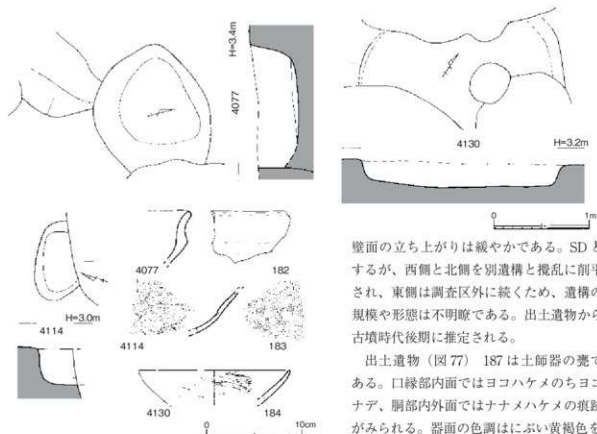 H=3.4m
4077
4130
H=3.2m
0 1m
H=3.0m
4114
4077
182
4114
183
4130
184
0 10cm
壁面の立ち上がりは緩やかである。SD と
するが、西側と北側を別遺構と攪乱に削平
され、東側は調査区外に続くため、遺構の
規模や形態は不明瞭である。出土遺物から
古墳時代後期に推定される。
出土遺物（図 77） 187 は土師器の甕で
ある。口縁部内面ではヨコハケメのちヨコ
ナデ、胴部内外面ではナナメハケメの痕跡
がみられる。器面の色調はにぶい黄褐色を